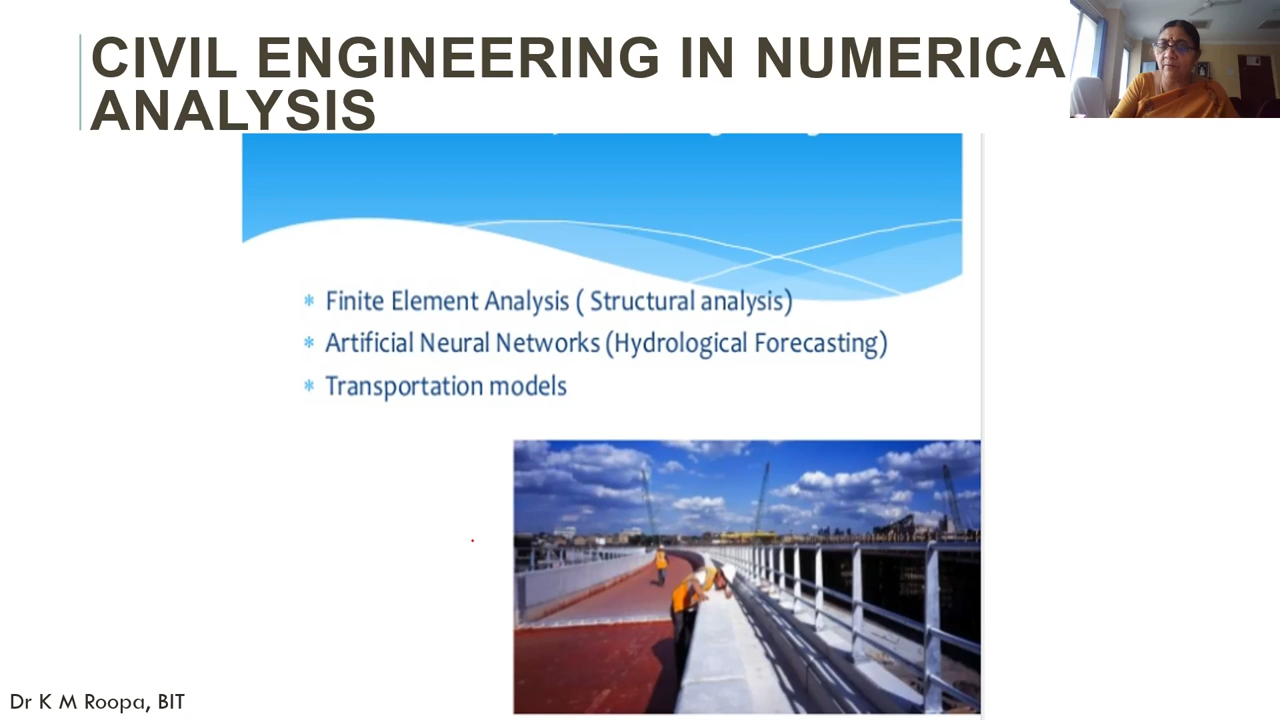 CIVIL ENGINEERING IN NUMERICA
ANALYSIS
* Finite Element Analysis ( Structural analysis)
* Artificial Neural Networks (Hydrological Forecasting)
* Transportation models
Dr K M Roopa, BIT